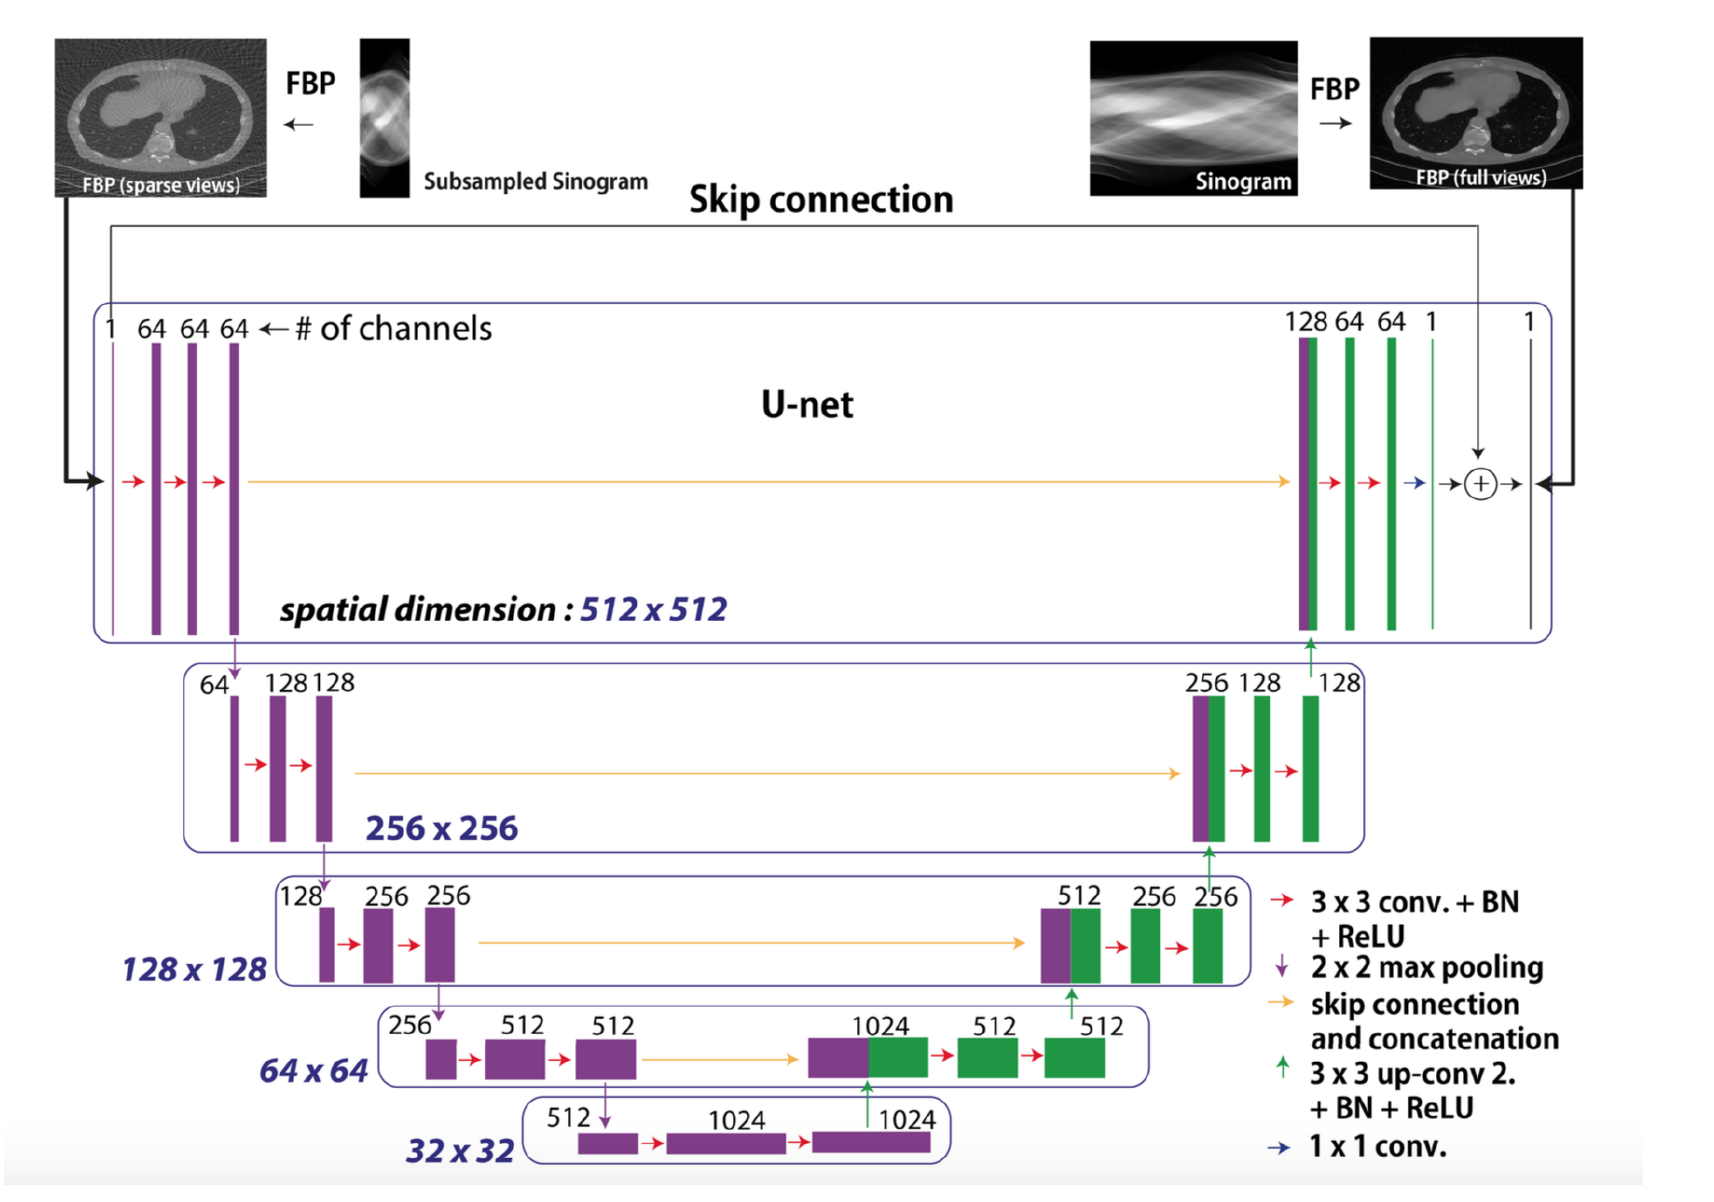 FBP
FBP (sparse views)
Subsampled Sinogram
FBP
Sinogram
FBP (full views)
Skip connection
1 64 64 64 ← # of channels
128 64 64 1 1
U-net
+
spatial dimension : 512 x 512
64 128 128
256 128 128
256 x 256
128 256 256
512 256 256
128 x 128
256 512 512
1024 512 512
64 x 64
512 1024 1024
32 x 32
3 x 3 conv. + BN
+ ReLU
2 x 2 max pooling
skip connection
and concatenation
3 x 3 up-conv 2.
+ BN + ReLU
1 x 1 conv.